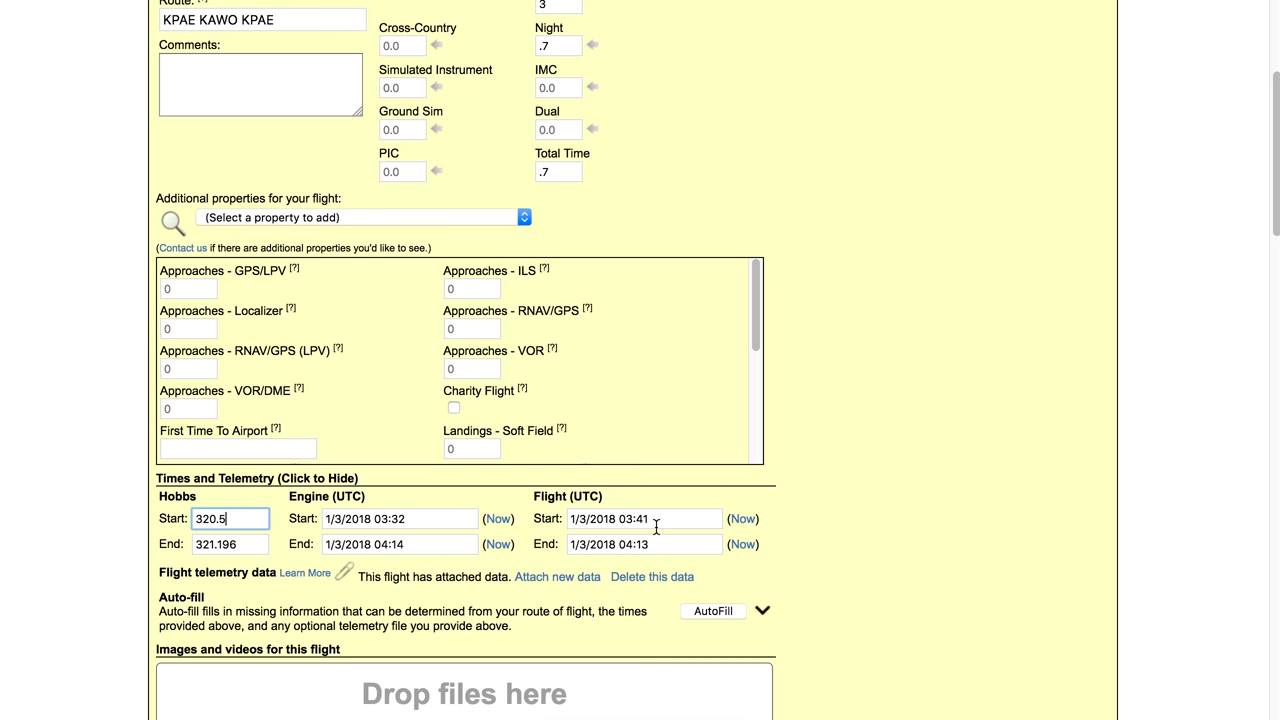 Route: [?]
KPAE KAWO KPAE
3
Comments:
Cross-Country
0.0
Night
.7
Simulated Instrument
0.0
IMC
0.0
Ground Sim
0.0
Dual
0.0
PIC
0.0
Total Time
.7
Additional properties for your flight:
(Select a property to add)
(Contact us if there are additional properties you'd like to see.)
Approaches - GPS/LPV [?]
0
Approaches - ILS [?]
0
Approaches - Localizer [?]
0
Approaches - RNAV/GPS [?]
0
Approaches - RNAV/GPS (LPV) [?]
0
Approaches - VOR [?]
0
Approaches - VOR/DME [?]
0
Charity Flight [?]
First Time To Airport [?]
Landings - Soft Field [?]
0
Times and Telemetry (Click to Hide)
Hobbs
Start: 320.5
End: 321.196
Engine (UTC)
Start: 1/3/2018 03:32 (Now)
End: 1/3/2018 04:14 (Now)
Flight (UTC)
Start: 1/3/2018 03:41 (Now)
End: 1/3/2018 04:13 (Now)
Flight telemetry data Learn More This flight has attached data. Attach new data Delete this data
Auto-fill
Auto-fill fills in missing information that can be determined from your route of flight, the times
provided above, and any optional telemetry file you provide above.
AutoFill
Images and videos for this flight
Drop files here